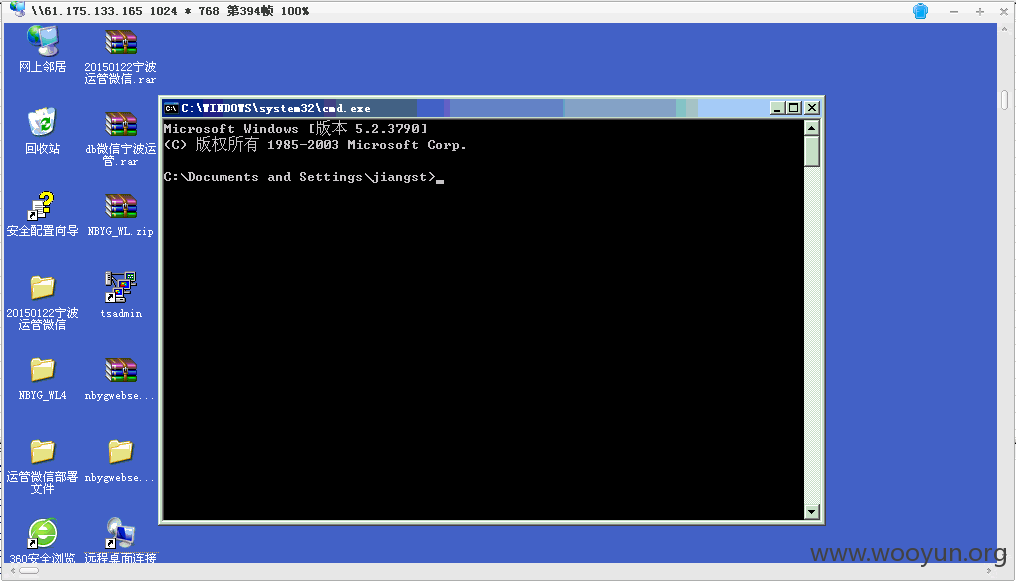 \\61.175.133.165 1024 * 768 第394帧 100%
网上邻居
20150122宁波
运管微信.rar
回收站
db微信宁波运
管.rar
安全配置向导
NBYG_WL.zip
20150122宁波
运管微信
tsadmin
NBYG_WL4
nbygwebse...
运管微信部署
文件
nbygwebse...
360安全浏览
远程桌面连接
C:\WINDOWS\system32\cmd.exe
Microsoft Windows [版本 5.2.3790]
(C) 版权所有 1985-2003 Microsoft Corp.
C:\Documents and Settings\jiangst>
www.wooyun.org